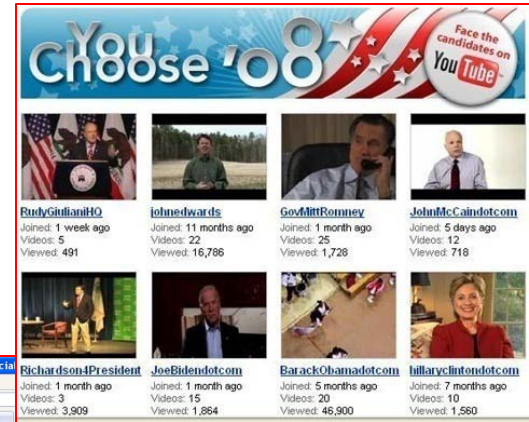 You Choose '08
Face the
candidates on
YouTube™
RudyGiulianiHQ
Joined: 1 week ago
Videos: 5
Viewed: 491
johnedwards
Joined: 11 months ago
Videos: 22
Viewed: 16,786
GovMittRomney
Joined: 1 month ago
Videos: 25
Viewed: 1,728
JohnMcCaindotcom
Joined: 5 days ago
Videos: 12
Viewed: 718
Richardson4President
Joined: 1 month ago
Videos: 3
Viewed: 3,909
JoeBidendotcom
Joined: 1 month ago
Videos: 15
Viewed: 1,864
BarackObamadotcom
Joined: 5 months ago
Videos: 20
Viewed: 46,900
hillaryclintondotcom
Joined: 7 months ago
Videos: 10
Viewed: 1,560
cial